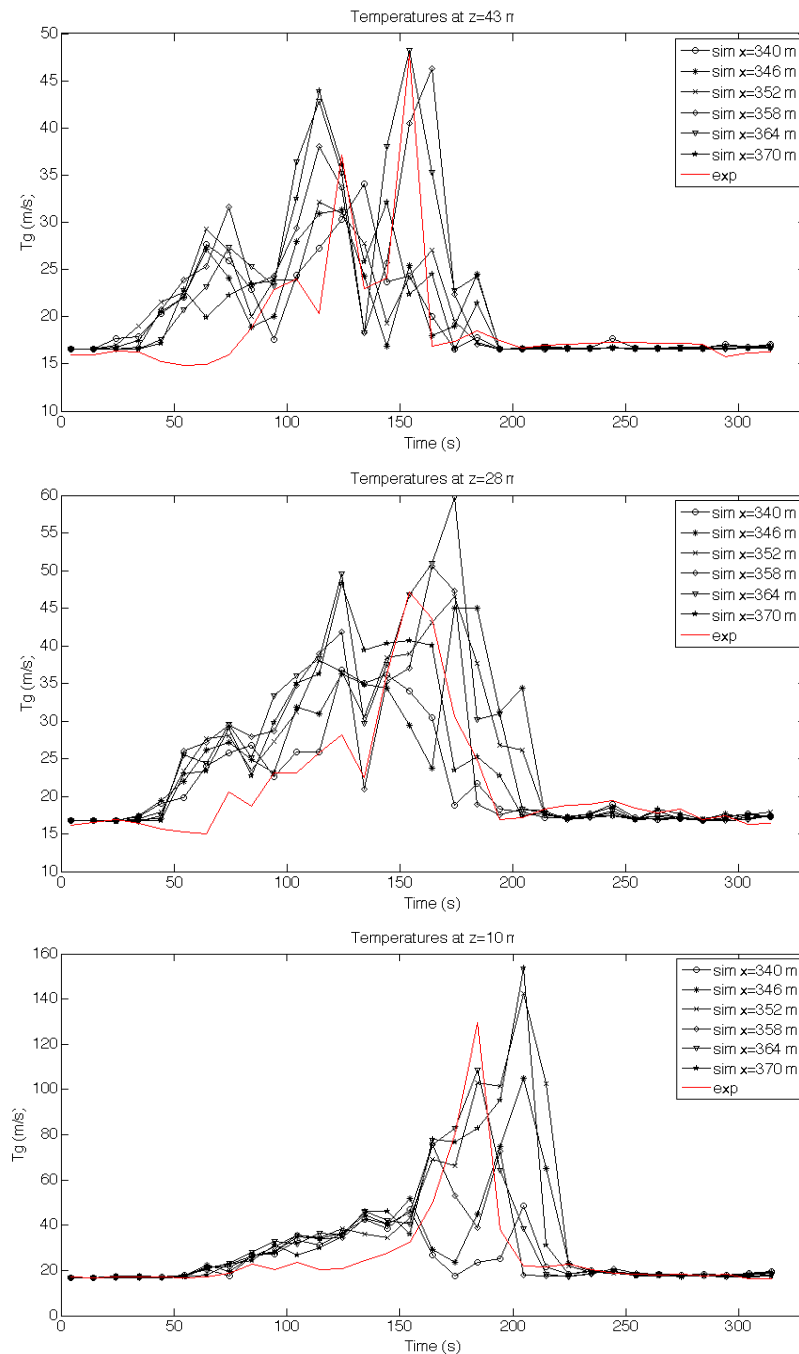 Temperatures at z=43 m
50
45
40
35
30
25
20
15
10
Tg (m/s)
0 50 100 150 200 250 300
Time (s)
sim x=340 m
sim x=346 m
sim x=352 m
sim x=358 m
sim x=364 m
sim x=370 m
exp
Temperatures at z=28 m
60
55
50
45
40
35
30
25
20
15
10
Tg (m/s)
0 50 100 150 200 250 300
Time (s)
sim x=340 m
sim x=346 m
sim x=352 m
sim x=358 m
sim x=364 m
sim x=370 m
exp
Temperatures at z=10 m
160
140
120
100
80
60
40
20
0
Tg (m/s)
0 50 100 150 200 250 300
Time (s)
sim x=340 m
sim x=346 m
sim x=352 m
sim x=358 m
sim x=364 m
sim x=370 m
exp